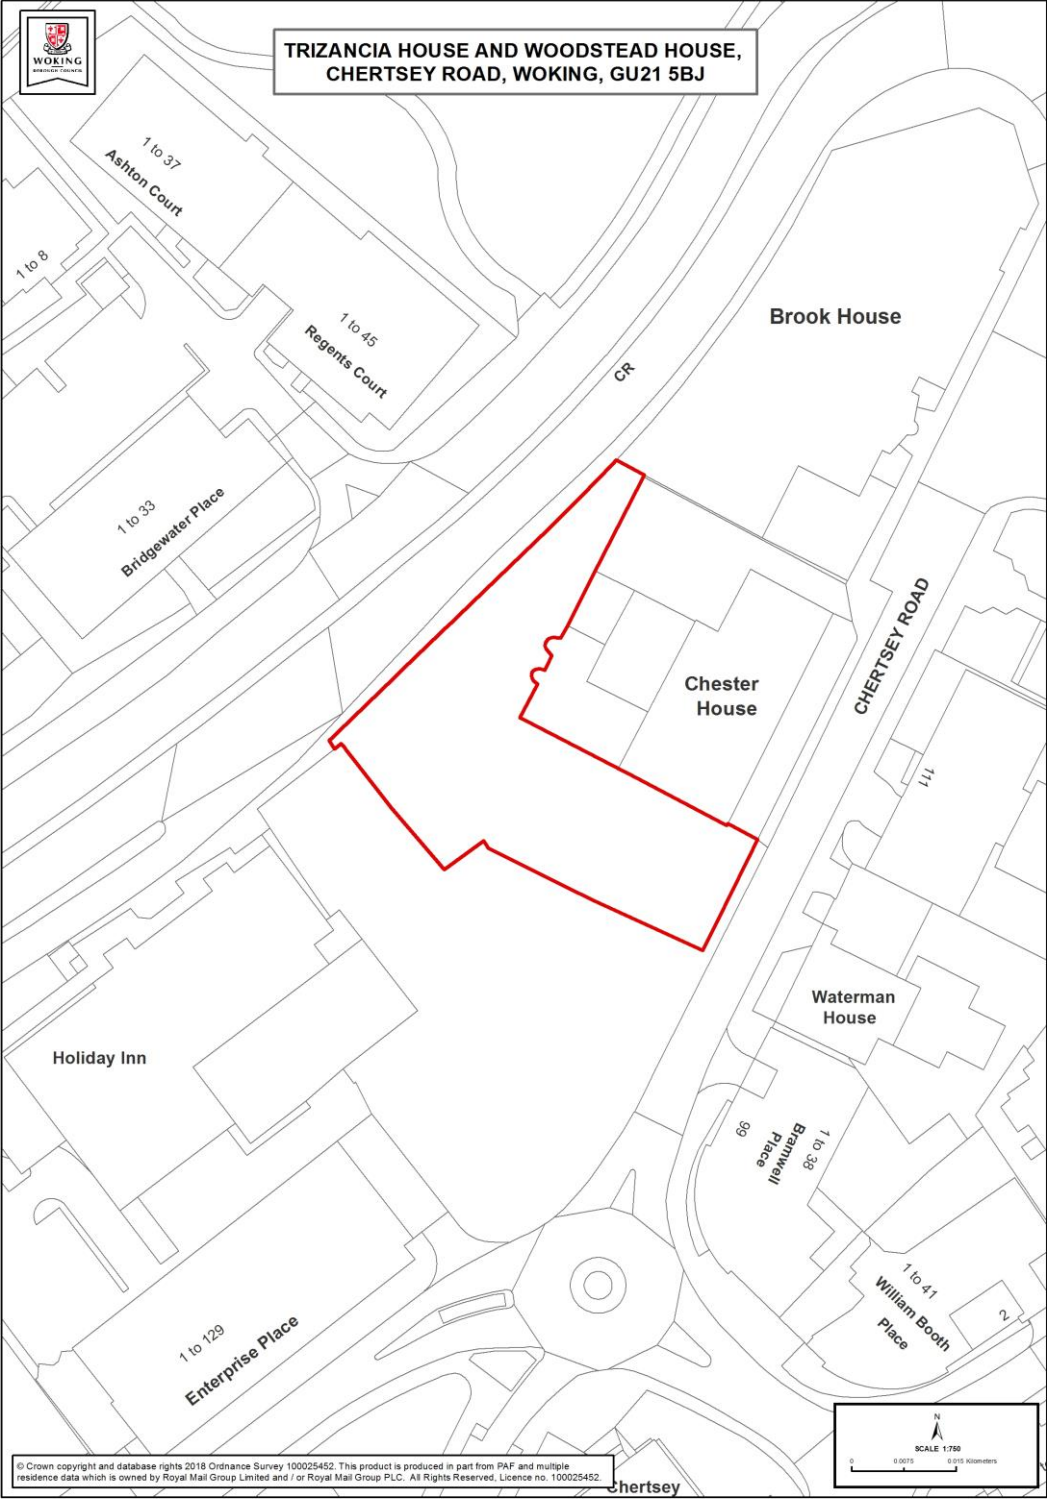 WOKING
BOROUGH COUNCIL
TRIZANCIA HOUSE AND WOODSTEAD HOUSE,
CHERTSEY ROAD, WOKING, GU21 5BJ
1 to 37
Ashton Court
1 to 8
1 to 45
Regents Court
Brook House
CR
1 to 33
Bridgewater Place
CHERTSEY ROAD
Chester
House
111
Waterman
House
Holiday Inn
99
Bramwell
Place
1 to 38
1 to 41
William Booth
Place
2
1 to 129
Enterprise Place
N
SCALE 1:750
0 0.0075 0.015 Kilometers
© Crown copyright and database rights 2018 Ordnance Survey 100025452. This product is produced in part from PAF and multiple
residence data which is owned by Royal Mail Group Limited and / or Royal Mail Group PLC. All Rights Reserved, Licence no. 100025452.
Chertsey